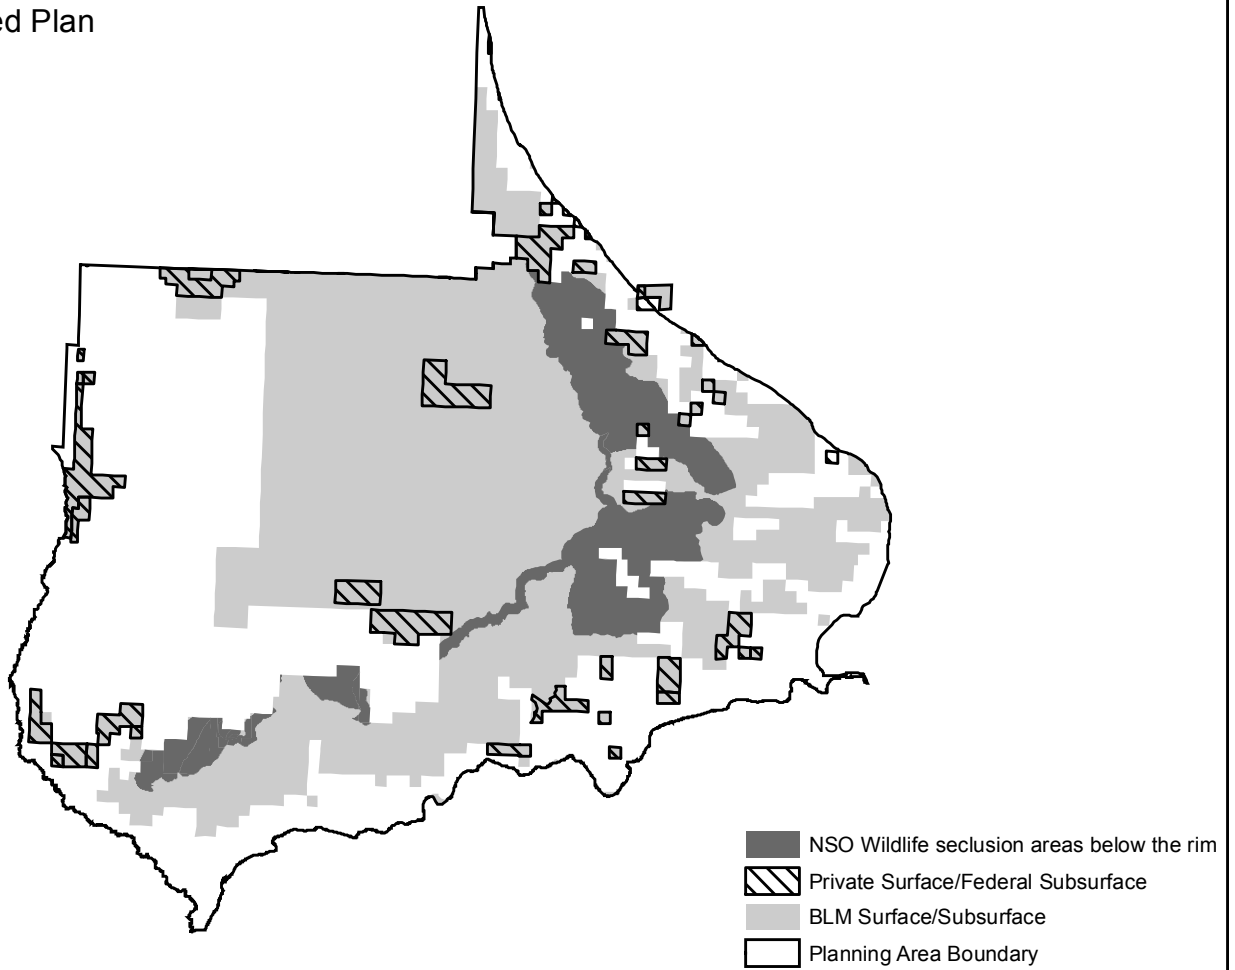 ed Plan
NSO Wildlife seclusion areas below the rim
Private Surface/Federal Subsurface
BLM Surface/Subsurface
Planning Area Boundary